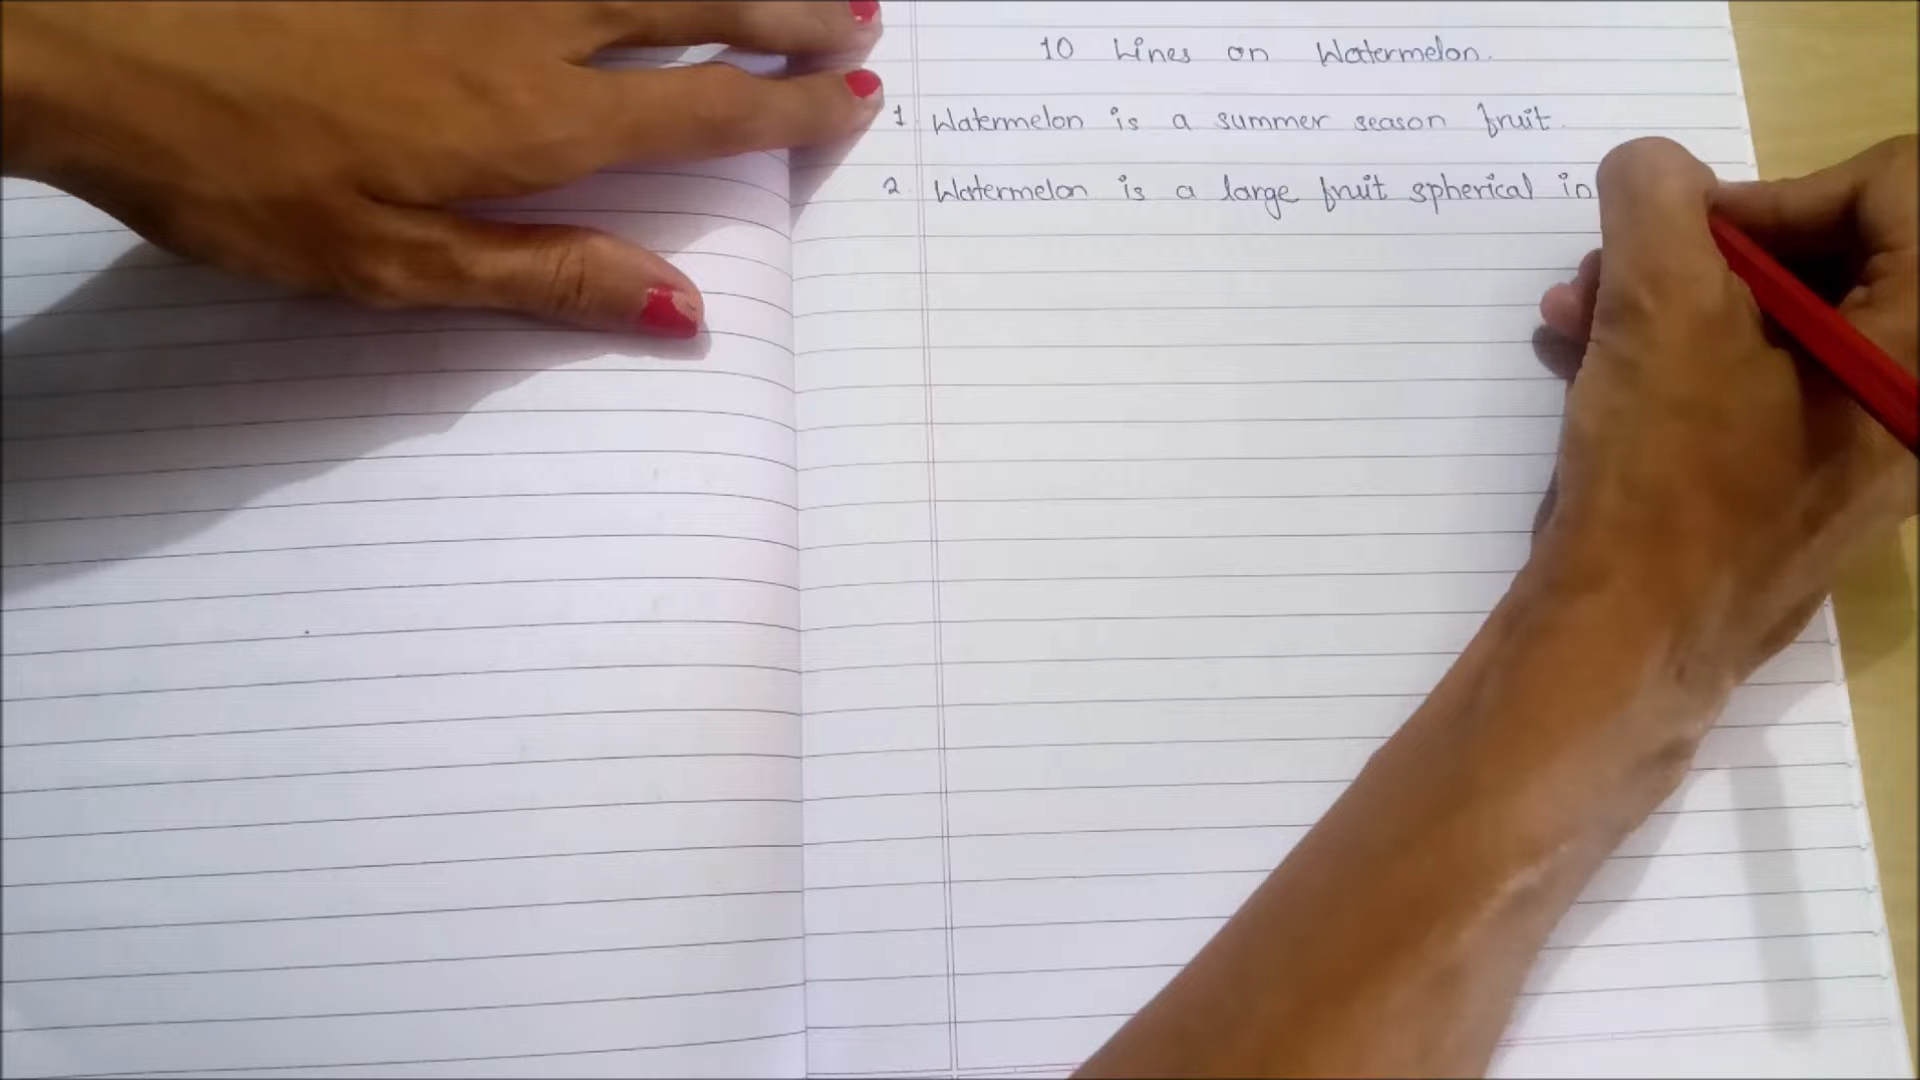 10 Lines on Watermelon.
1 Watermelon is a summer season fruit.
2 Watermelon is a large fruit spherical in